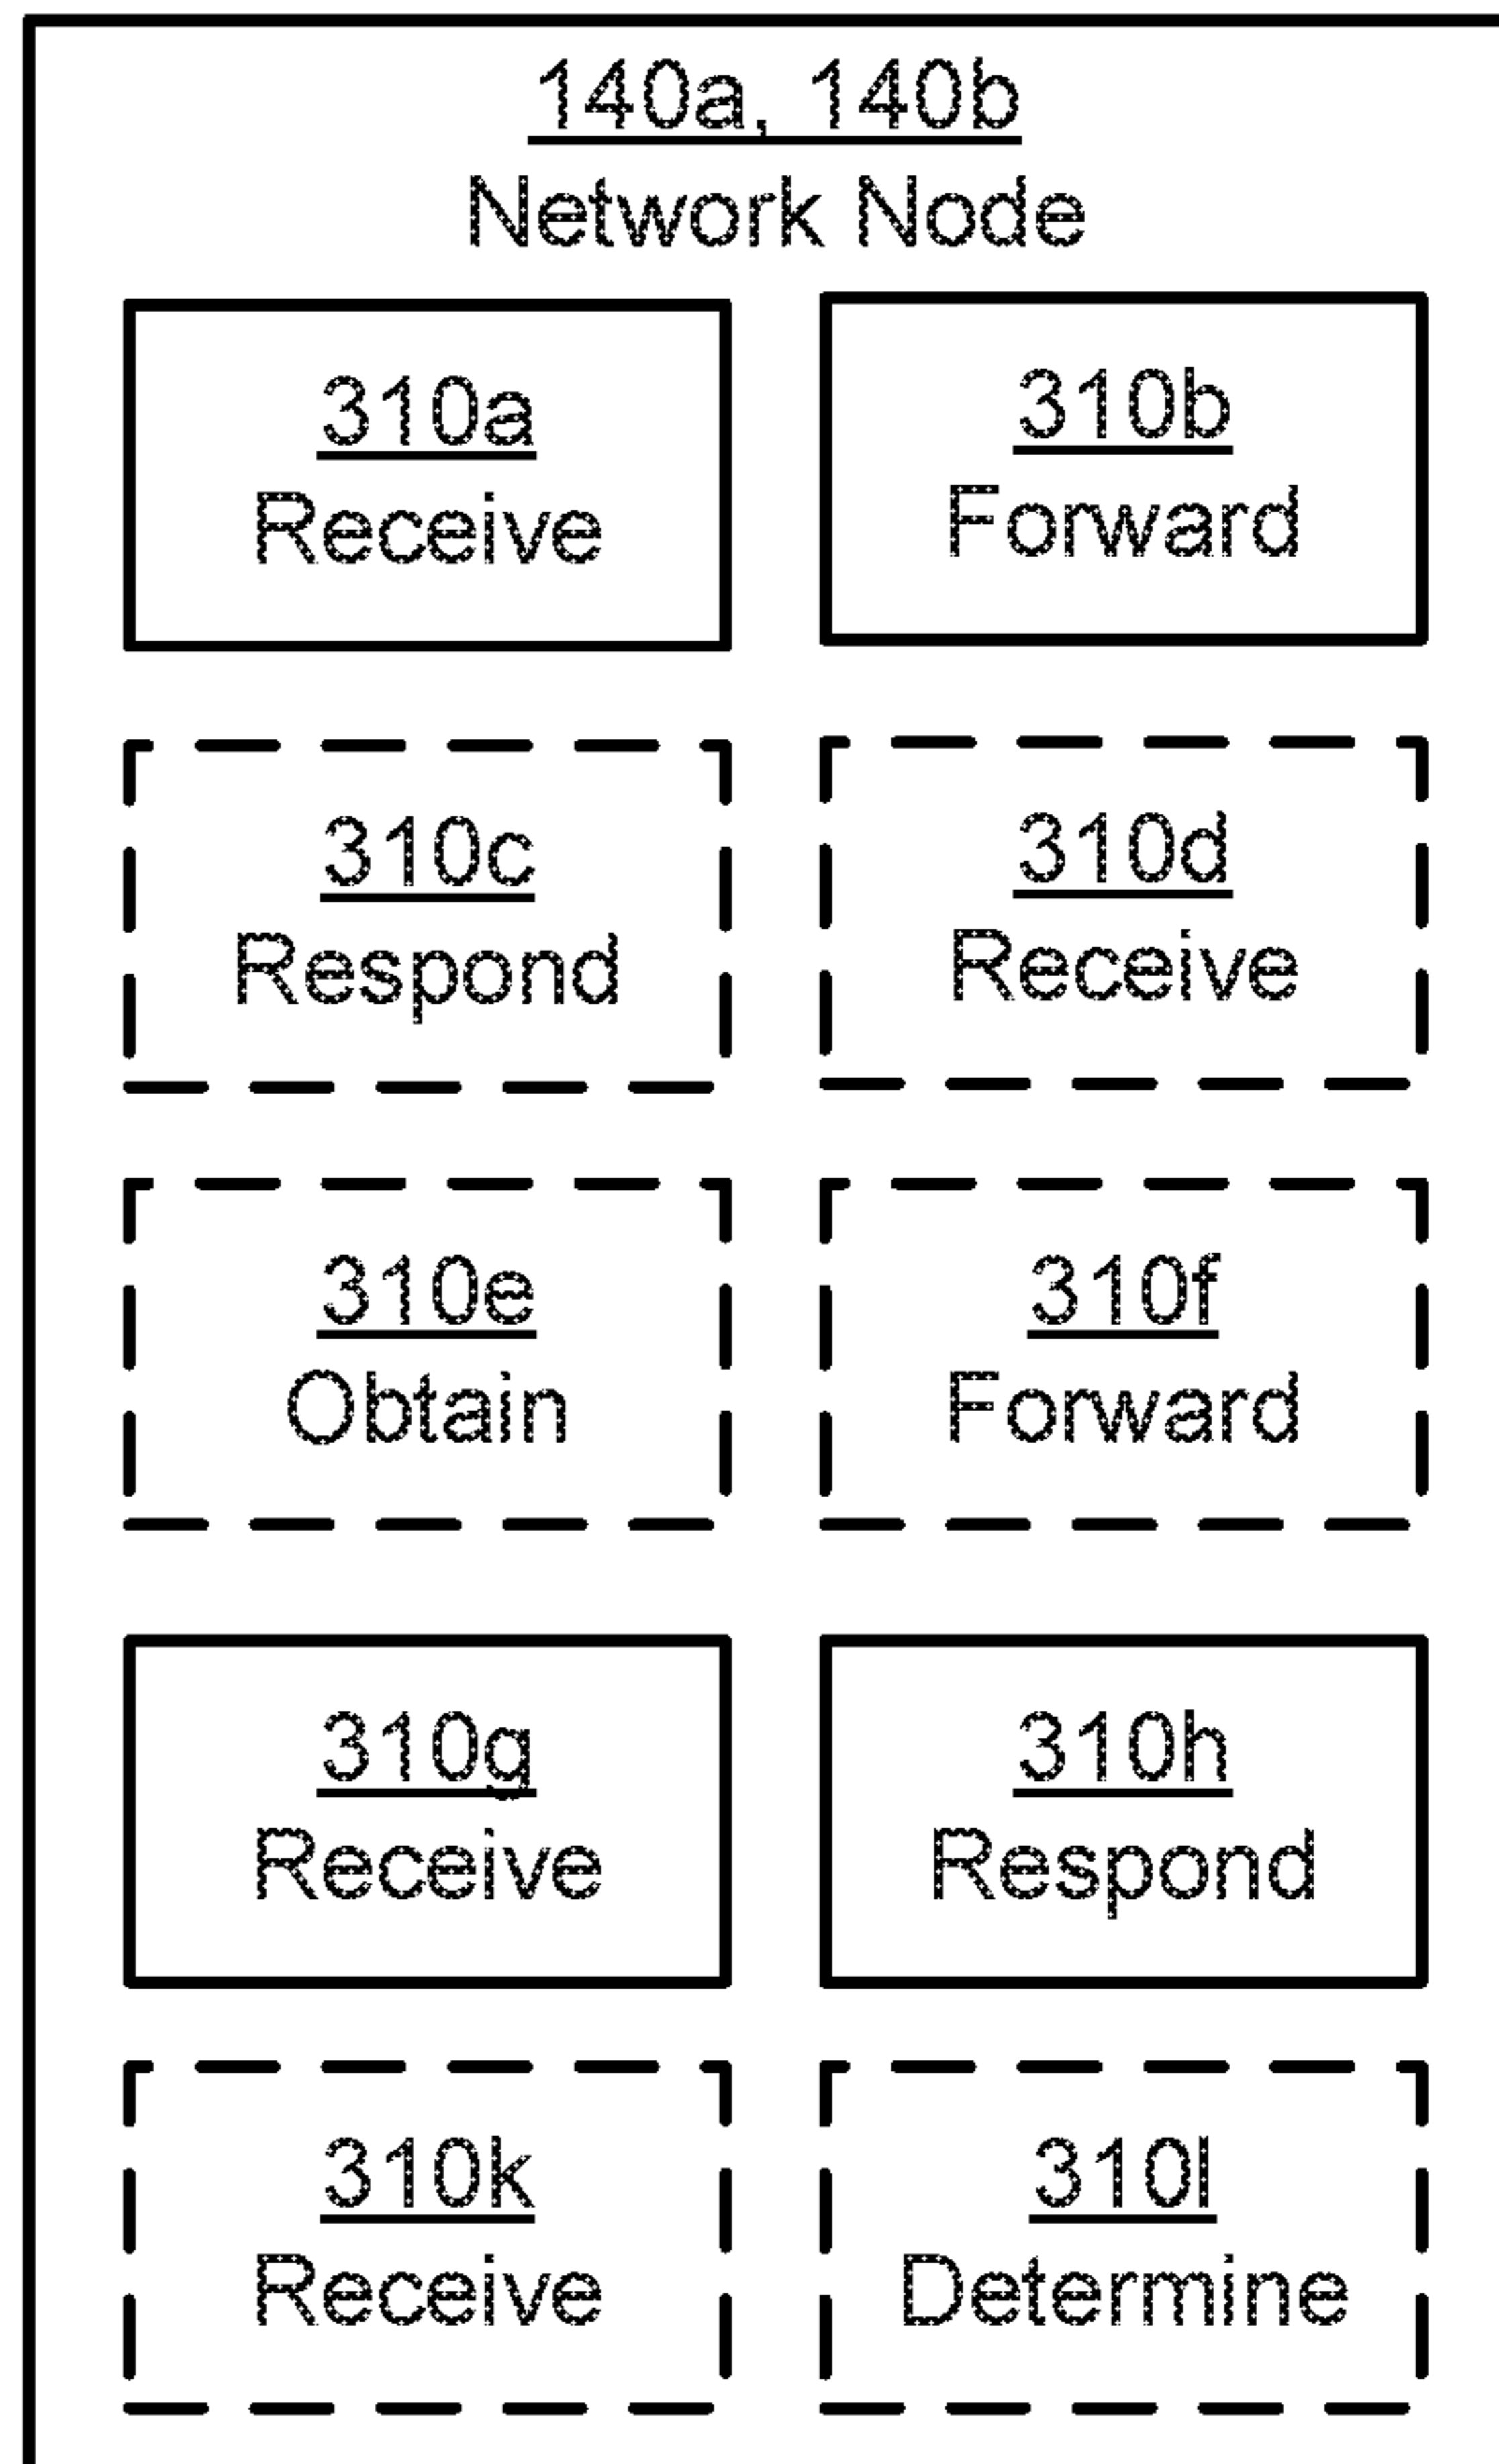 140a, 140b
Network Node
310a
Receive
310b
Forward
310c
Respond
310d
Receive
310e
Obtain
310f
Forward
310g
Receive
310h
Respond
310k
Receive
310l
Determine